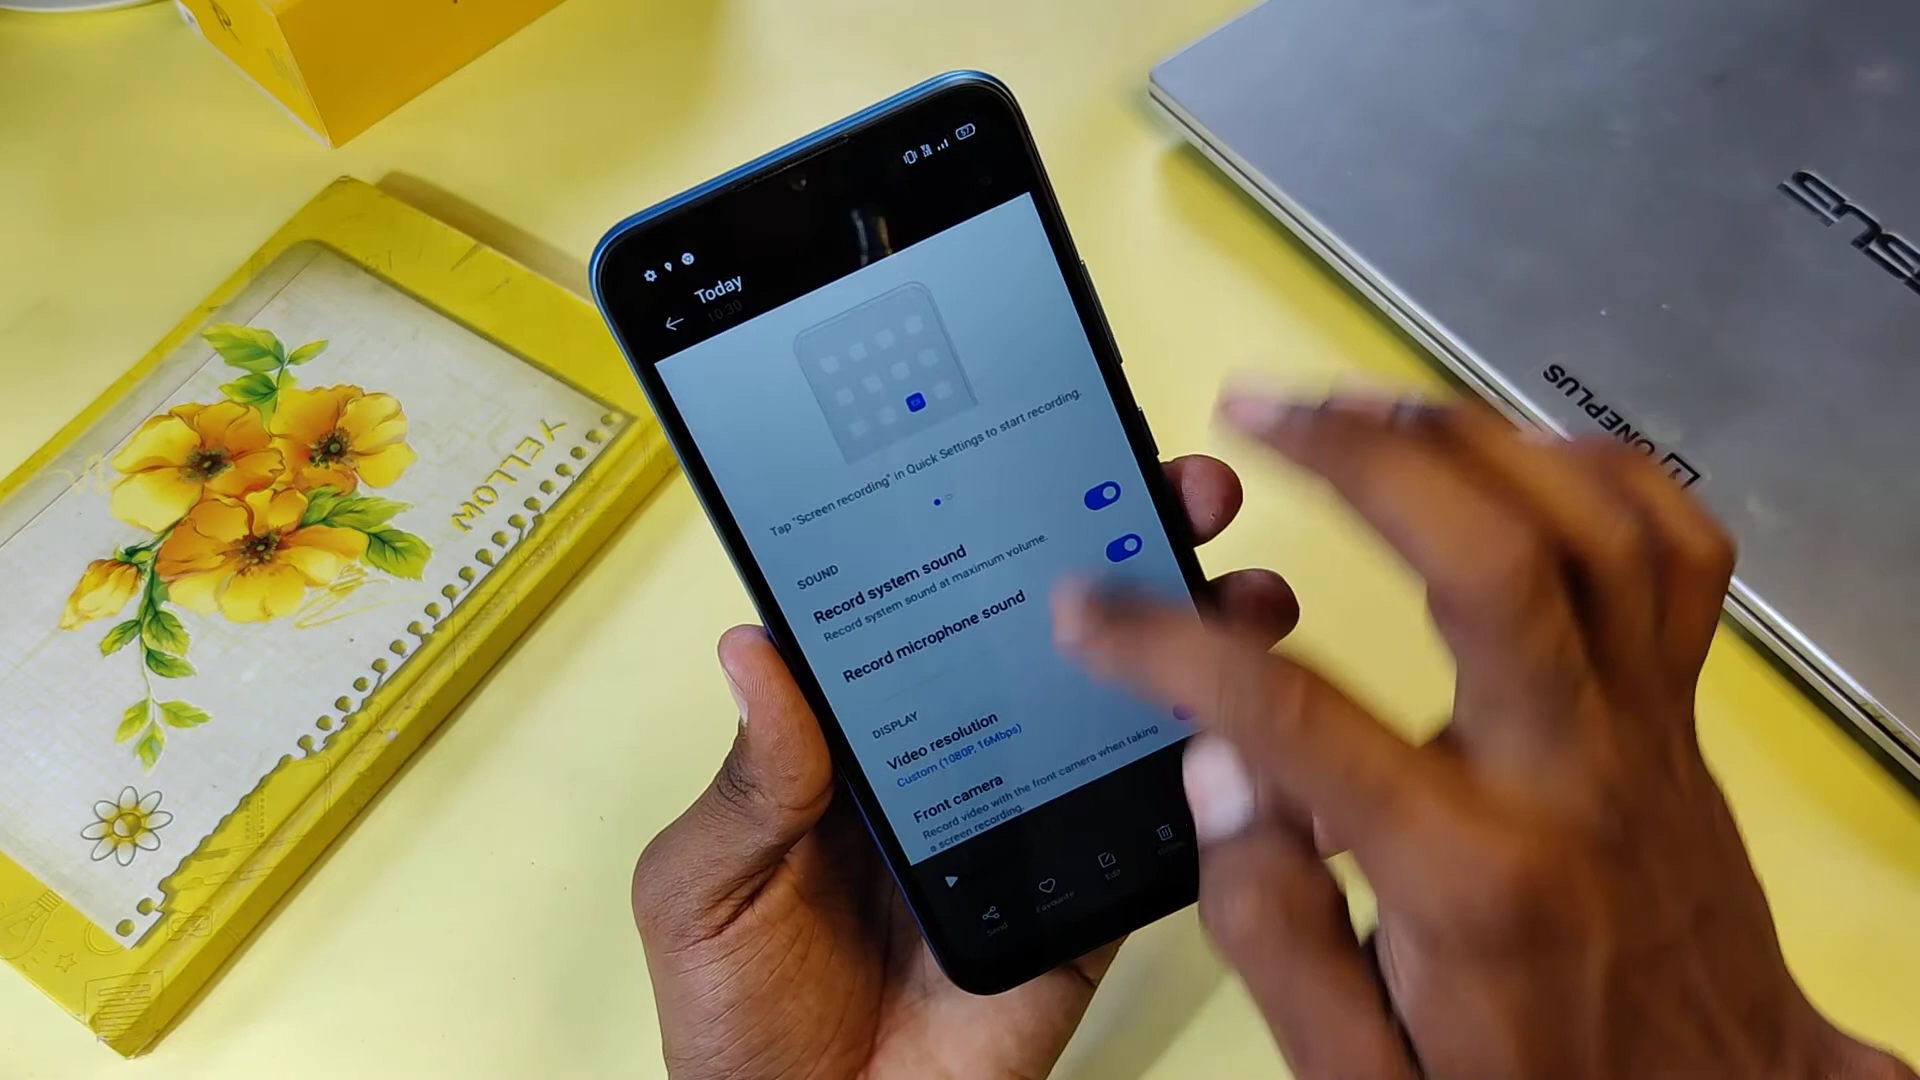 57
Today
10:30
Tap "Screen recording" in Quick Settings to start recording.
SOUND
Record system sound
Record system sound at maximum volume.
Record microphone sound
DISPLAY
Video resolution
Custom (1080P, 16Mbps)
Front camera
Record video with the front camera when taking
a screen recording.
Send
Favourite
Edit
YELLOW
ONEPLUS